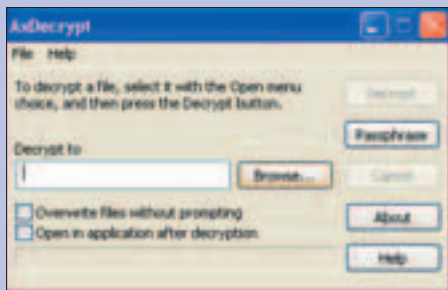 AxDecrypt
File Help
To decrypt a file, select it with the Open menu
choice, and then press the Decrypt button.
Decrypt
Passphrase
Decrypt to
Browse...
Cancel
Overwrite files without prompting
About
Open in application after decryption
Help